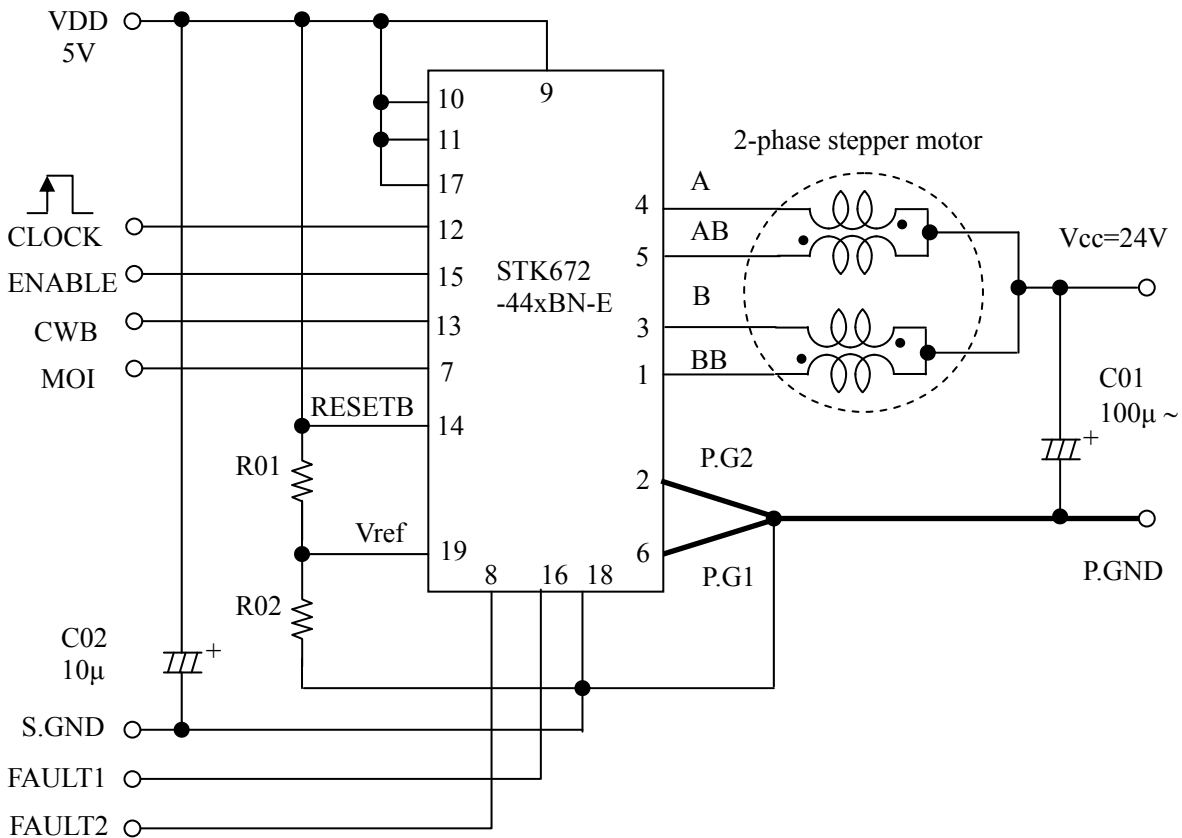 VDD
5V
CLOCK
ENABLE
CWB
MOI
RESETB
R01
Vref
R02
C02
10μ
+
S.GND
FAULT1
FAULT2
9
10
11
17
12
15
13
7
14
19
8
16
18
STK672
-44xBN-E
4
5
3
1
2
6
A
AB
B
BB
2-phase stepper motor
Vcc=24V
C01
100μ ~
+
P.G2
P.G1
P.GND